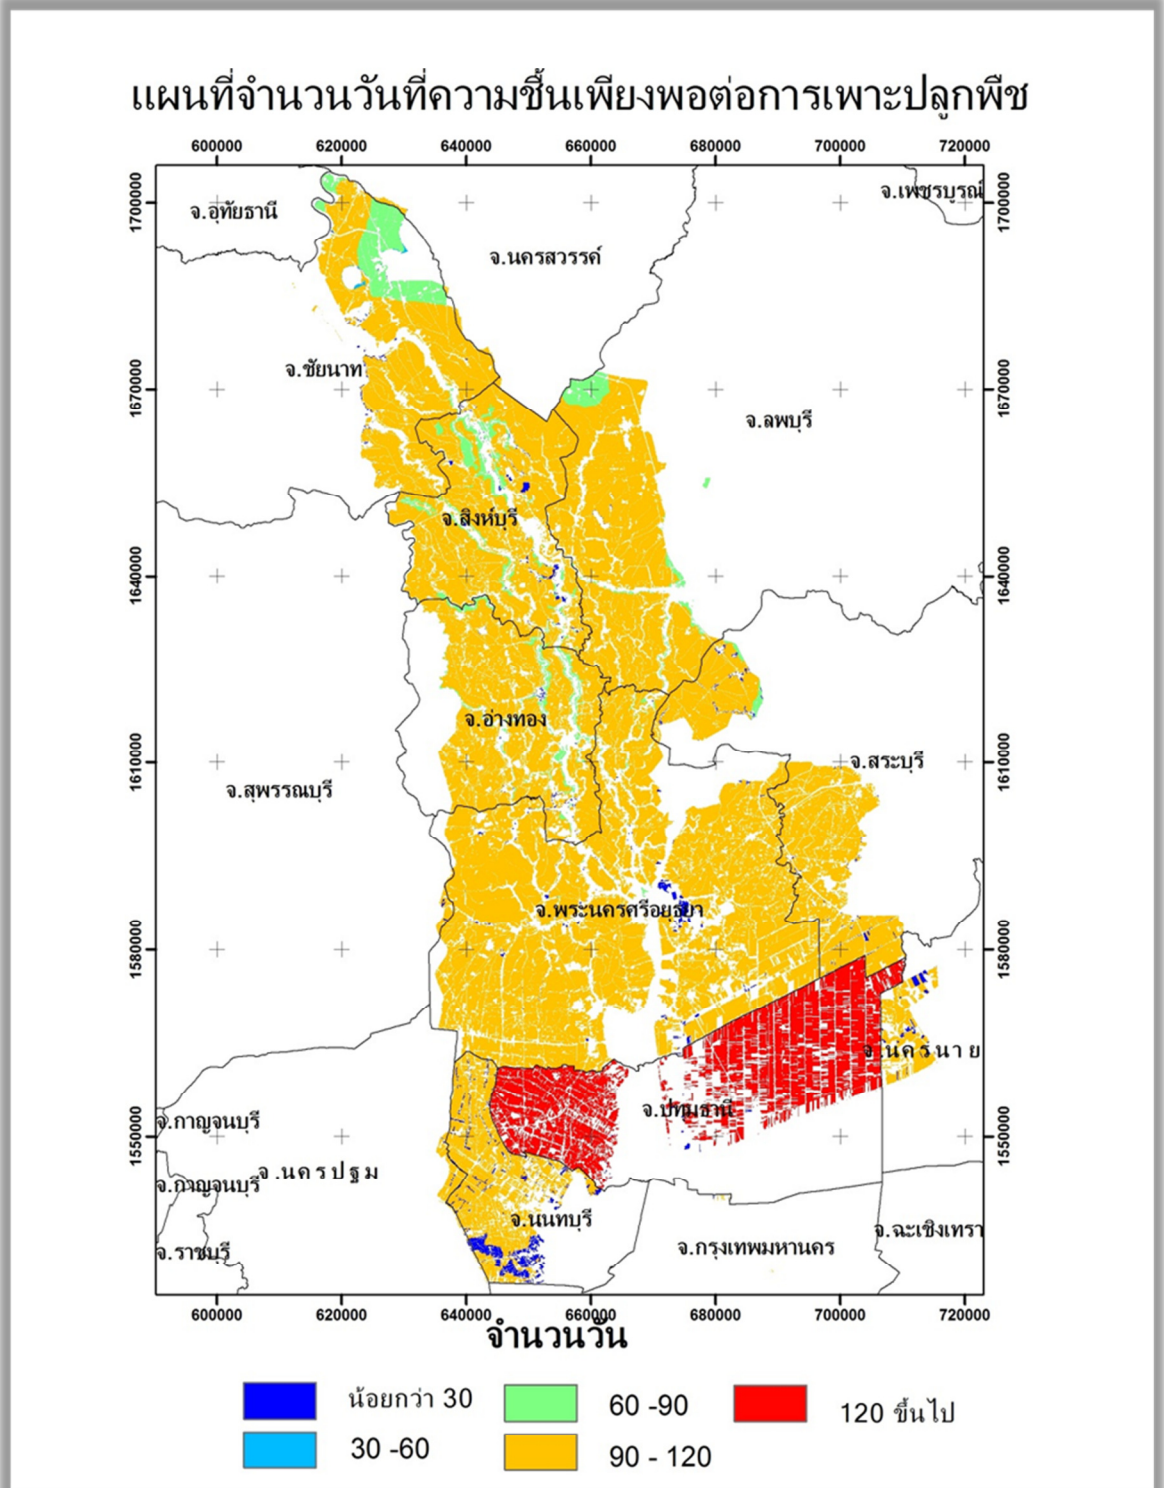 แผนที่จำนวนวันที่ความชื้นเพียงพอต่อการเพาะปลูกพืช
600000 620000 640000 660000 680000 700000 720000
1700000 1700000
จ.เพชรบูรณ์
จ.อุทัยธานี
จ.นครสวรรค์
จ.ชัยนาท
1670000 1670000
จ.ลพบุรี
จ.สิงห์บุรี
1640000 1640000
จ.อ่างทอง
1610000 1610000
จ.สระบุรี
จ.สุพรรณบุรี
จ.พระนครศรีอยุธยา
1580000 1580000
จ.นครนาย
จ.ปทุมธานี
1550000 1550000
จ.กาญจนบุรี
จ.นครปฐม
จ.กาญจนบุรี
จ.นนทบุรี
จ.ฉะเชิงเทรา
จ.กรุงเทพมหานคร
จ.ราชบุรี
600000 620000 640000 660000 680000 700000 720000
จำนวนวัน
น้อยกว่า 30 60 -90 120 ขึ้นไป
30 -60 90 - 120